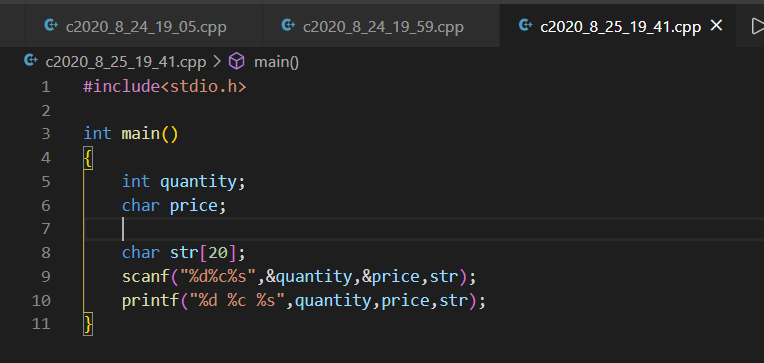 c2020_8_24_19_05.cpp c2020_8_24_19_59.cpp c2020_8_25_19_41.cpp
c2020_8_25_19_41.cpp > main()
1 #include<stdio.h>
2
3 int main()
4 {
5 int quantity;
6 char price;
7
8 char str[20];
9 scanf("%d%c%s",&quantity,&price,str);
10 printf("%d %c %s",quantity,price,str);
11 }